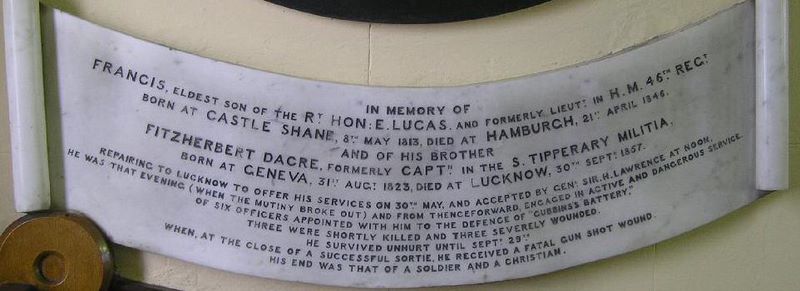 IN MEMORY OF
FRANCIS, ELDEST SON OF THE RT HON: E. LUCAS, AND FORMERLY LIEUT: IN H.M. 46TH REGT
BORN AT CASTLE SHANE, 8TH MAY 1813, DIED AT HAMBURGH, 21ST APRIL 1846.
AND OF HIS BROTHER
FITZHERBERT DACRE, FORMERLY CAPTN IN THE S. TIPPERARY MILITIA,
BORN AT GENEVA, 31ST AUGT 1823, DIED AT LUCKNOW, 30TH SEPT: 1857.
REPAIRING TO LUCKNOW TO OFFER HIS SERVICES ON 30TH MAY, AND ACCEPTED BY GENL SIR. H. LAWRENCE AT NOON,
HE WAS THAT EVENING (WHEN THE MUTINY BROKE OUT) AND FROM THENCEFORWARD, ENGAGED IN ACTIVE AND DANGEROUS SERVICE.
OF SIX OFFICERS APPOINTED WITH HIM TO THE DEFENCE OF "GUBBINS'S BATTERY,"
THREE WERE SHORTLY KILLED AND THREE SEVERELY WOUNDED.
HE SURVIVED UNHURT UNTIL SEPT: 29TH
WHEN, AT THE CLOSE OF A SUCCESSFUL SORTIE, HE RECEIVED A FATAL GUN SHOT WOUND.
HIS END WAS THAT OF A SOLDIER AND A CHRISTIAN.